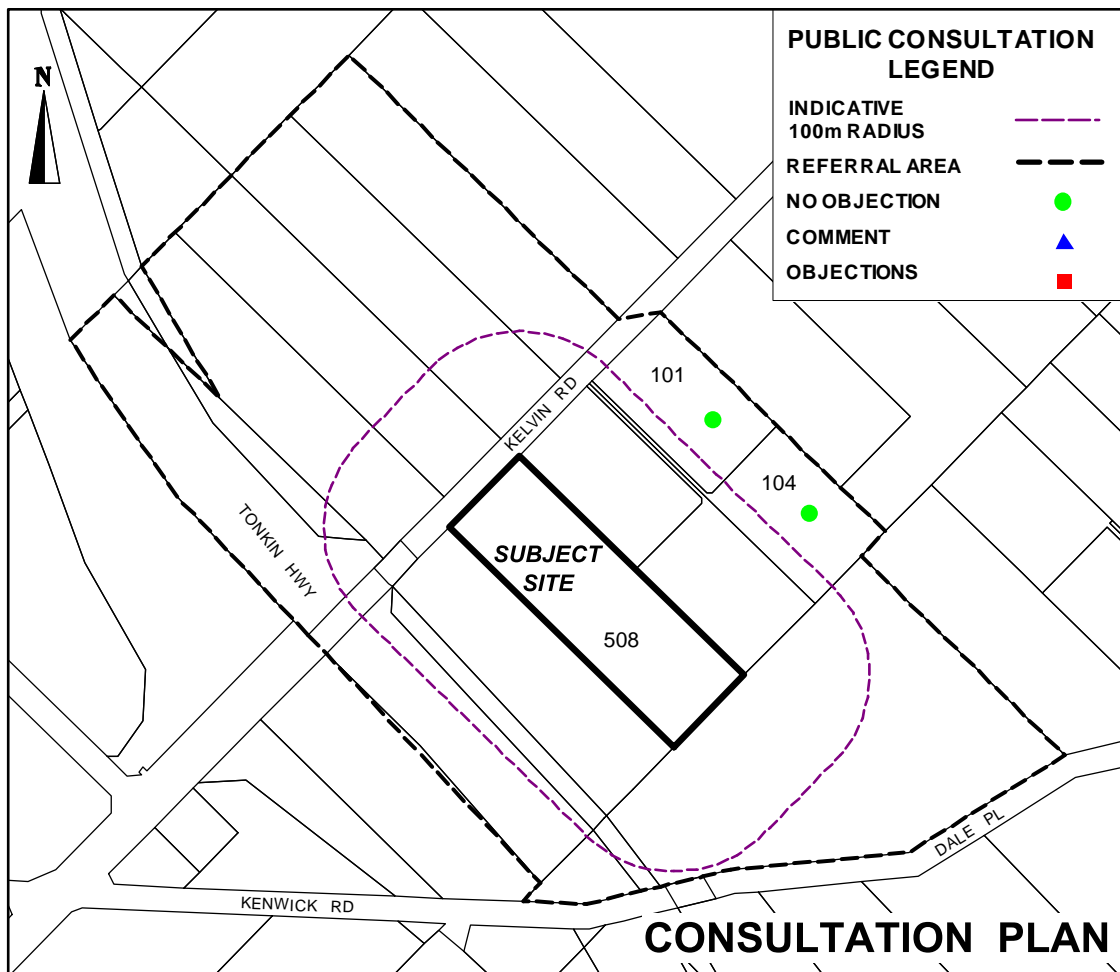 PUBLIC CONSULTATION
LEGEND
INDICATIVE
100m RADIUS
REFERRAL AREA
NO OBJECTION
COMMENT
OBJECTIONS
N
101
KELVIN RD
104
TONKIN HWY
SUBJECT
SITE
508
DALE PL
KENWICK RD
CONSULTATION PLAN